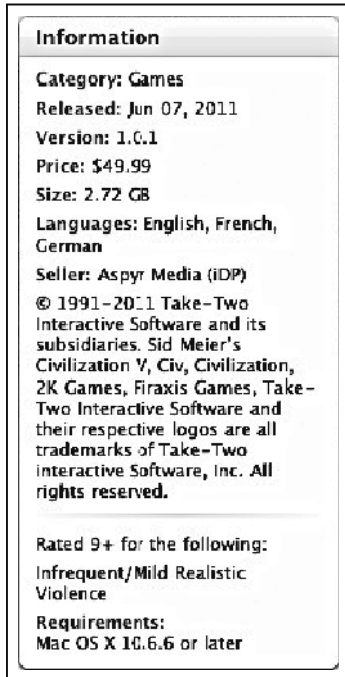 Information
Category: Games
Released: Jun 07, 2011
Version: 1.0.1
Price: $49.99
Size: 2.72 GB
Languages: English, French,
German
Seller: Aspyr Media (iDP)
© 1991-2011 Take-Two
Interactive Software and its
subsidiaries. Sid Meier's
Civilization V, Civ, Civilization,
2K Games, Firaxis Games, Take-
Two Interactive Software and
their respective logos are all
trademarks of Take-Two
interactive Software, Inc. All
rights reserved.
Rated 9+ for the following:
Infrequent/Mild Realistic
Violence
Requirements:
Mac OS X 10.6.6 or later